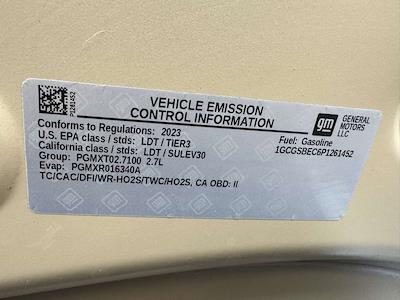 P1261452
VEHICLE EMISSION
CONTROL INFORMATION
gm
GENERAL
MOTORS
LLC
Conforms to Regulations: 2023
U.S. EPA class / stds: LDT / TIER3
California class / stds: LDT / SULEV30
Group: PGMXT02.7100 2.7L
Evap: PGMXR016340A
TC/CAC/DFI/WR-HO2S/TWC/HO2S, CA OBD: II
Fuel: Gasoline
1GCGSBEC6P1261452